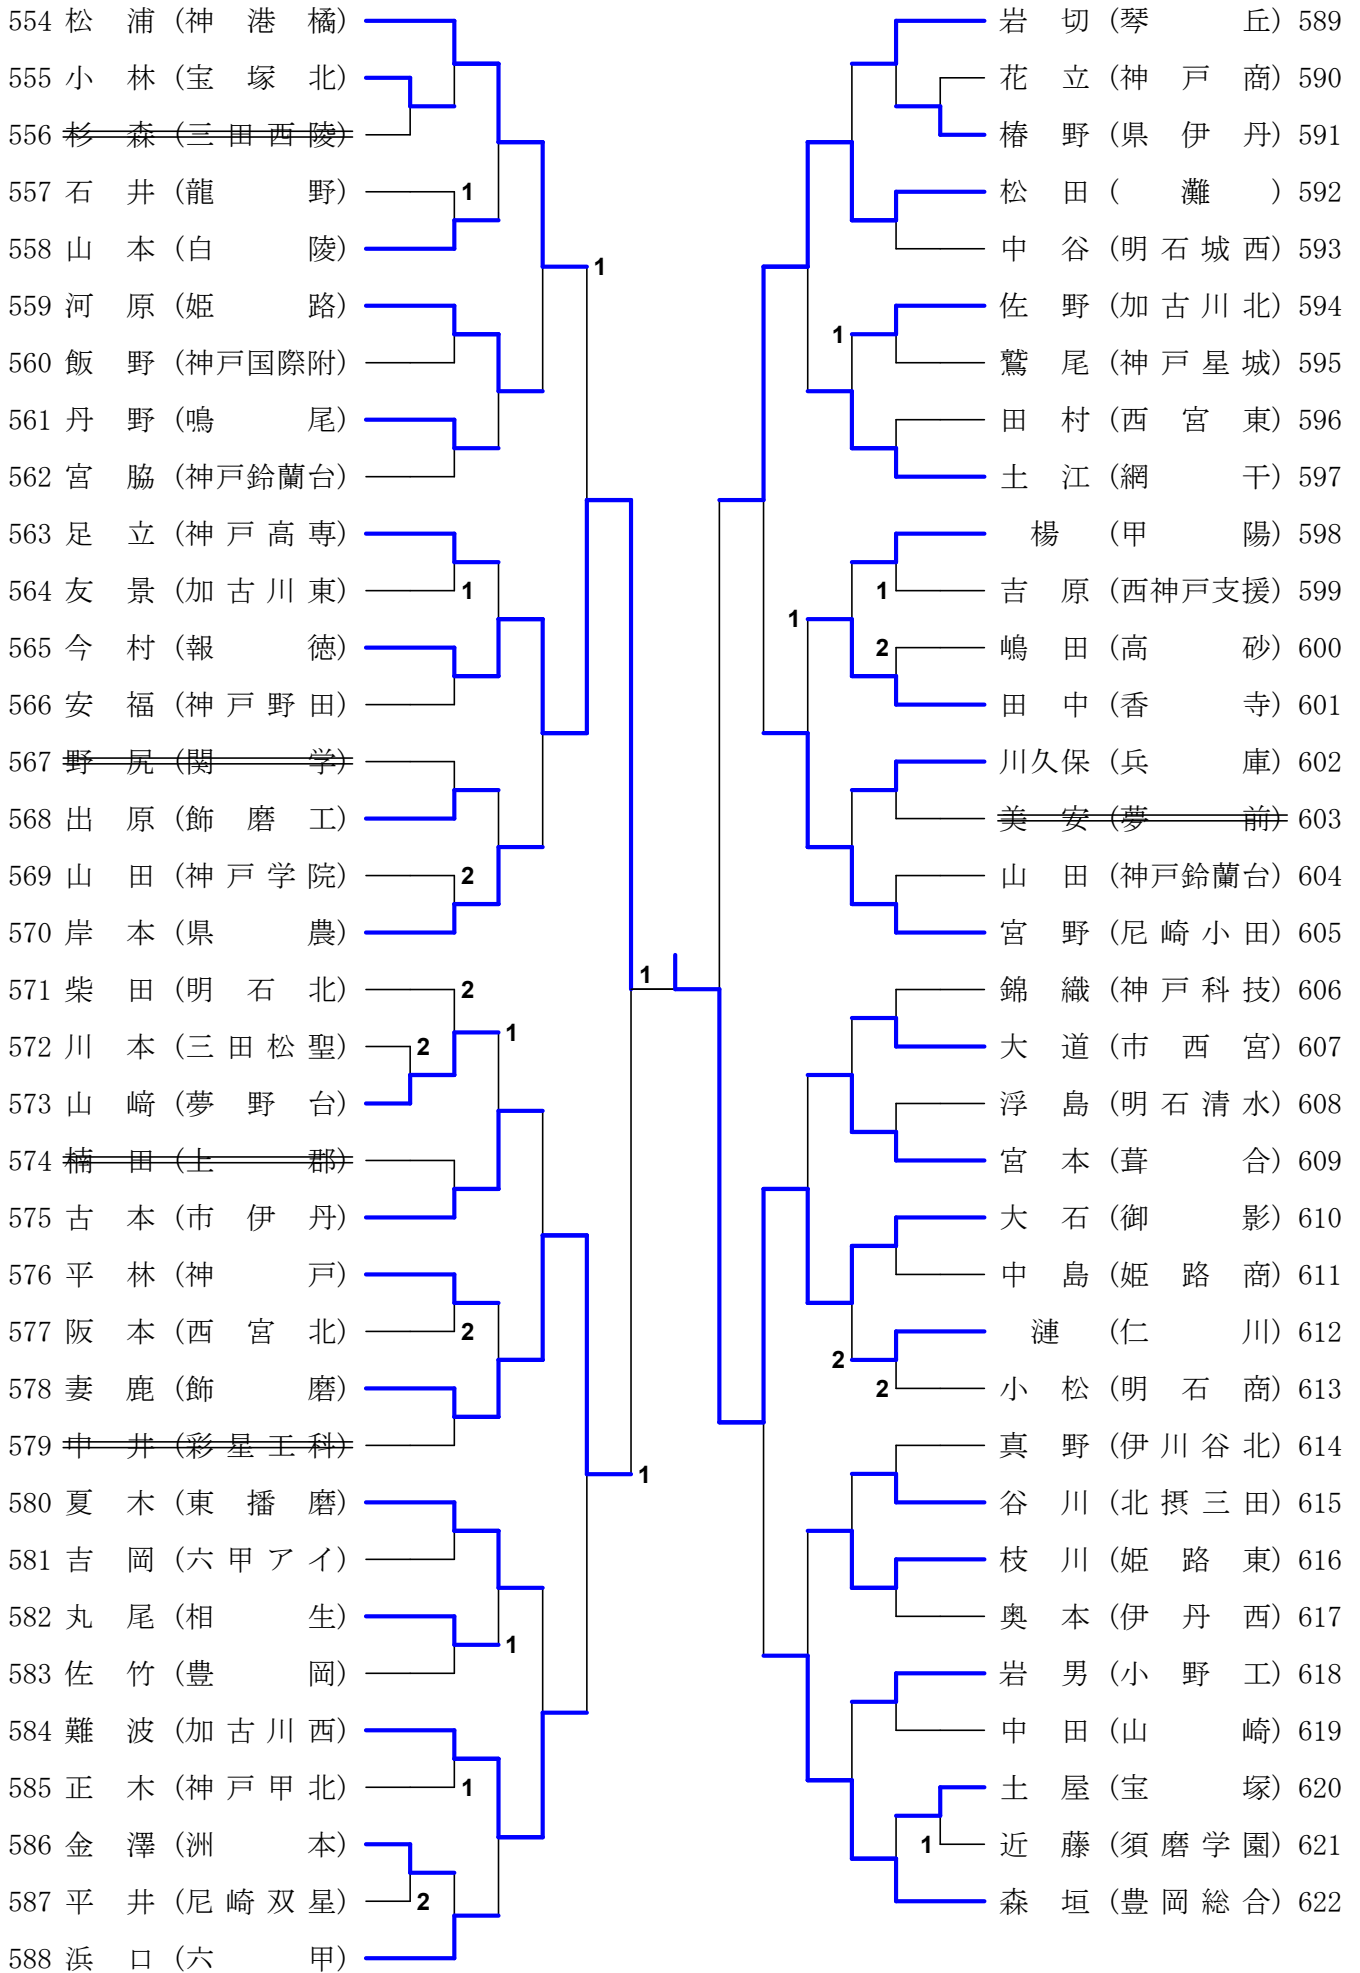 554 松 浦 (神 港 橘)
555 小 林 (宝 塚 北)
556 杉 森 (三 田 西 陵)
557 石 井 (龍 野)
1
558 山 本 (白 陵)
1
559 河 原 (姫 路)
560 飯 野 (神戸国際附)
561 丹 野 (鳴 尾)
562 宮 脇 (神戸鈴蘭台)
563 足 立 (神 戸 高 専)
564 友 景 (加 古 川 東)
1
565 今 村 (報 徳)
566 安 福 (神 戸 野 田)
567 野 尻 (関 学)
568 出 原 (飾 磨 工)
569 山 田 (神 戸 学 院)
2
570 岸 本 (県 農)
571 柴 田 (明 石 北)
2
1
572 川 本 (三 田 松 聖)
2
573 山 﨑 (夢 野 台)
574 楠 田 (上 郡)
575 古 本 (市 伊 丹)
576 平 林 (神 戸)
577 阪 本 (西 宮 北)
2
578 妻 鹿 (飾 磨)
579 中 井 (彩 星 工 科)
1
580 夏 木 (東 播 磨)
581 吉 岡 (六 甲 ア イ)
582 丸 尾 (相 生)
1
583 佐 竹 (豊 岡)
584 難 波 (加 古 川 西)
585 正 木 (神 戸 甲 北)
1
586 金 澤 (洲 本)
587 平 井 (尼 崎 双 星)
2
588 浜 口 (六 甲)
1
岩 切 (琴 丘) 589
花 立 (神 戸 商) 590
椿 野 (県 伊 丹) 591
松 田 ( 灘 ) 592
中 谷 (明 石 城 西) 593
佐 野 (加 古 川 北) 594
1
鷲 尾 (神 戸 星 城) 595
田 村 (西 宮 東) 596
土 江 (網 干) 597
楊 (甲 陽) 598
1
吉 原 (西神戸支援) 599
1
2
嶋 田 (高 砂) 600
田 中 (香 寺) 601
川久保 (兵 庫) 602
美 安 (夢 前) 603
山 田 (神戸鈴蘭台) 604
宮 野 (尼 崎 小 田) 605
錦 織 (神 戸 科 技) 606
大 道 (市 西 宮) 607
浮 島 (明 石 清 水) 608
宮 本 (葺 合) 609
大 石 (御 影) 610
中 島 (姫 路 商) 611
漣 (仁 川) 612
2
2
小 松 (明 石 商) 613
真 野 (伊 川 谷 北) 614
谷 川 (北 摂 三 田) 615
枝 川 (姫 路 東) 616
奥 本 (伊 丹 西) 617
岩 男 (小 野 工) 618
中 田 (山 崎) 619
土 屋 (宝 塚) 620
1
近 藤 (須 磨 学 園) 621
森 垣 (豊 岡 総 合) 622